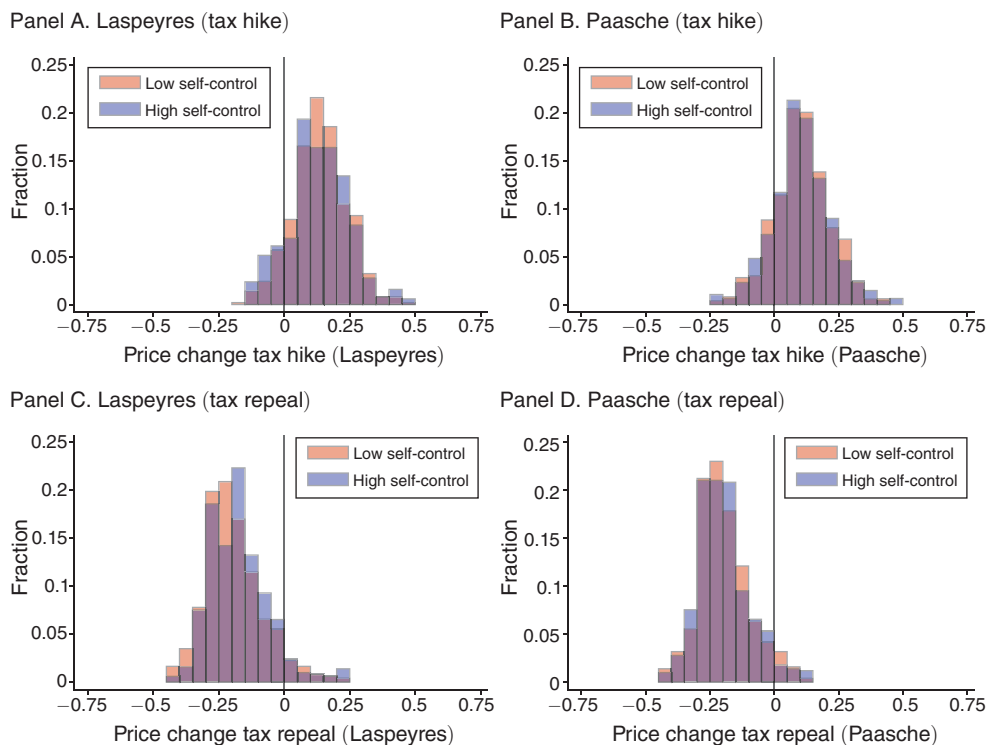 Panel A. Laspeyres (tax hike)
0.25
0.2
0.15
0.1
0.05
0
Fraction
Low self-control
High self-control
−0.75
−0.5
−0.25
0
0.25
0.5
0.75
Price change tax hike (Laspeyres)
Panel B. Paasche (tax hike)
0.25
0.2
0.15
0.1
0.05
0
Fraction
Low self-control
High self-control
−0.75
−0.5
−0.25
0
0.25
0.5
0.75
Price change tax hike (Paasche)
Panel C. Laspeyres (tax repeal)
0.25
0.2
0.15
0.1
0.05
0
Fraction
Low self-control
High self-control
−0.75
−0.5
−0.25
0
0.25
0.5
0.75
Price change tax repeal (Laspeyres)
Panel D. Paasche (tax repeal)
0.25
0.2
0.15
0.1
0.05
0
Fraction
Low self-control
High self-control
−0.75
−0.5
−0.25
0
0.25
0.5
0.75
Price change tax repeal (Paasche)